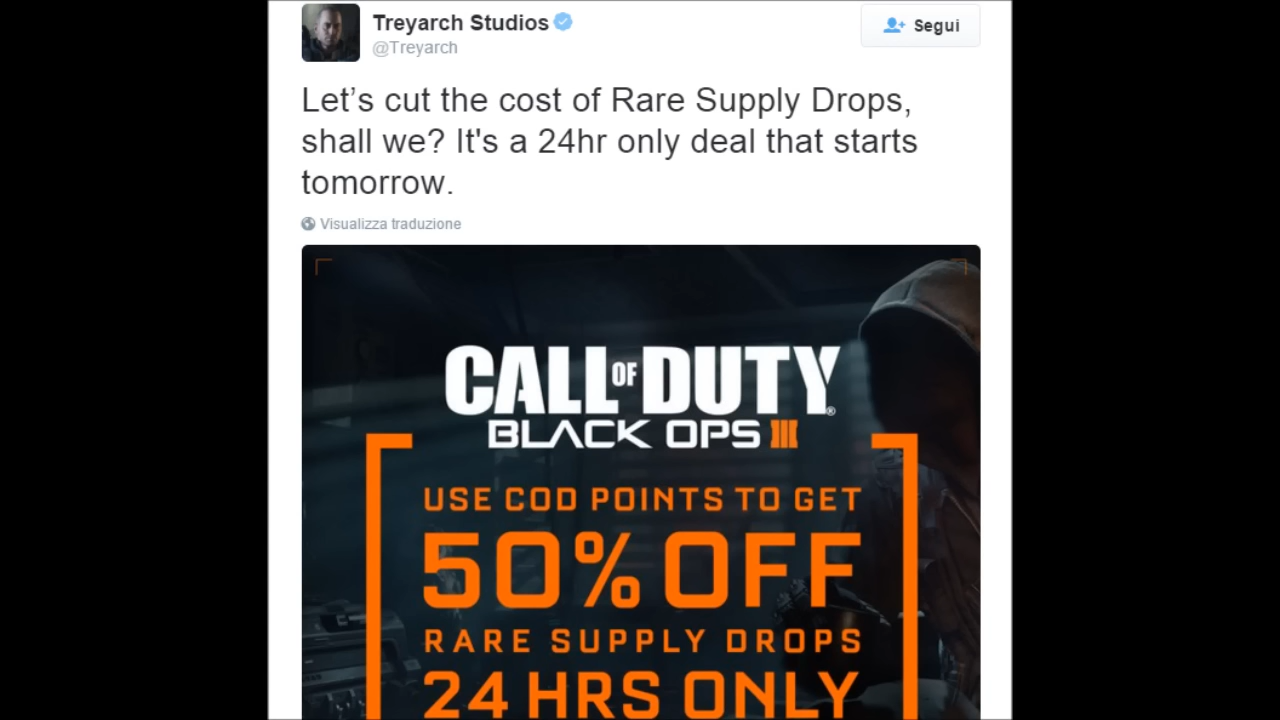 Treyarch Studios
@Treyarch
Segui
Let’s cut the cost of Rare Supply Drops,
shall we? It's a 24hr only deal that starts
tomorrow.
Visualizza traduzione
CALL OF DUTY®
BLACK OPS III
USE COD POINTS TO GET
50% OFF
RARE SUPPLY DROPS
24 HRS ONLY